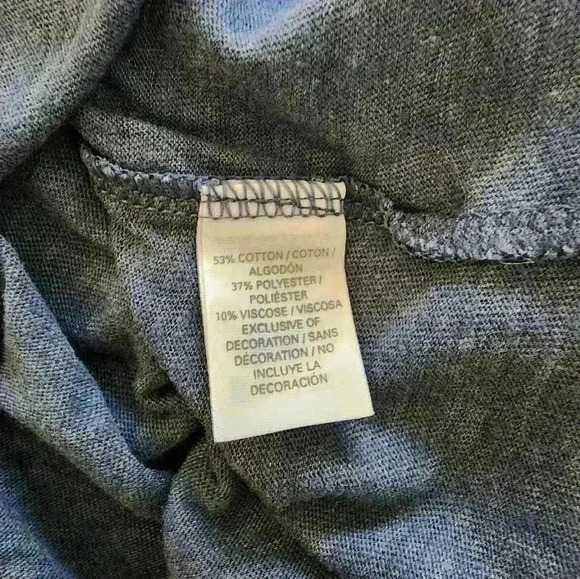 53% COTTON / COTON /
ALGODÓN
37% POLYESTER /
POLIÉSTER
10% VISCOSE / VISCOSA
EXCLUSIVE OF
DECORATION / SANS
DÉCORATION / NO
INCLUYE LA
DECORACIÓN